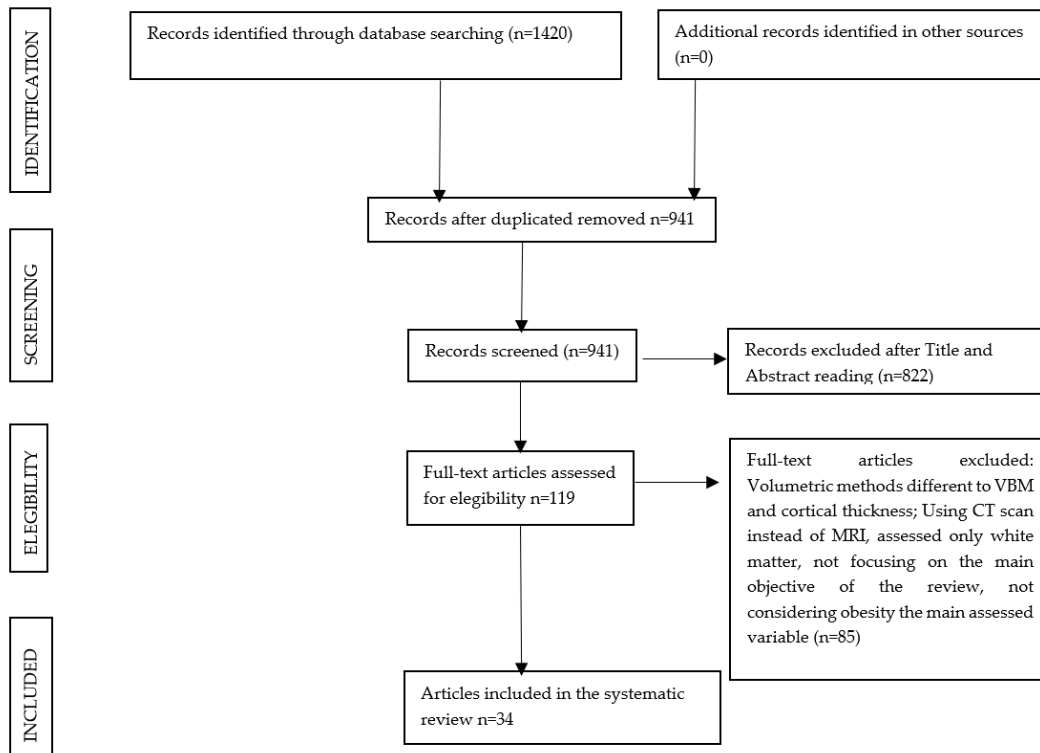 IDENTIFICATION
Records identified through database searching (n=1420)
Additional records identified in other sources
(n=0)
Records after duplicated removed n=941
SCREENING
Records screened (n=941)
Records excluded after Title and
Abstract reading (n=822)
ELEGIBILITY
Full-text articles assessed
for elegibility n=119
Full-text articles excluded:
Volumetric methods different to VBM
and cortical thickness; Using CT scan
instead of MRI, assessed only white
matter, not focusing on the main
objective of the review, not
considering obesity the main assessed
variable (n=85)
INCLUDED
Articles included in the systematic
review n=34